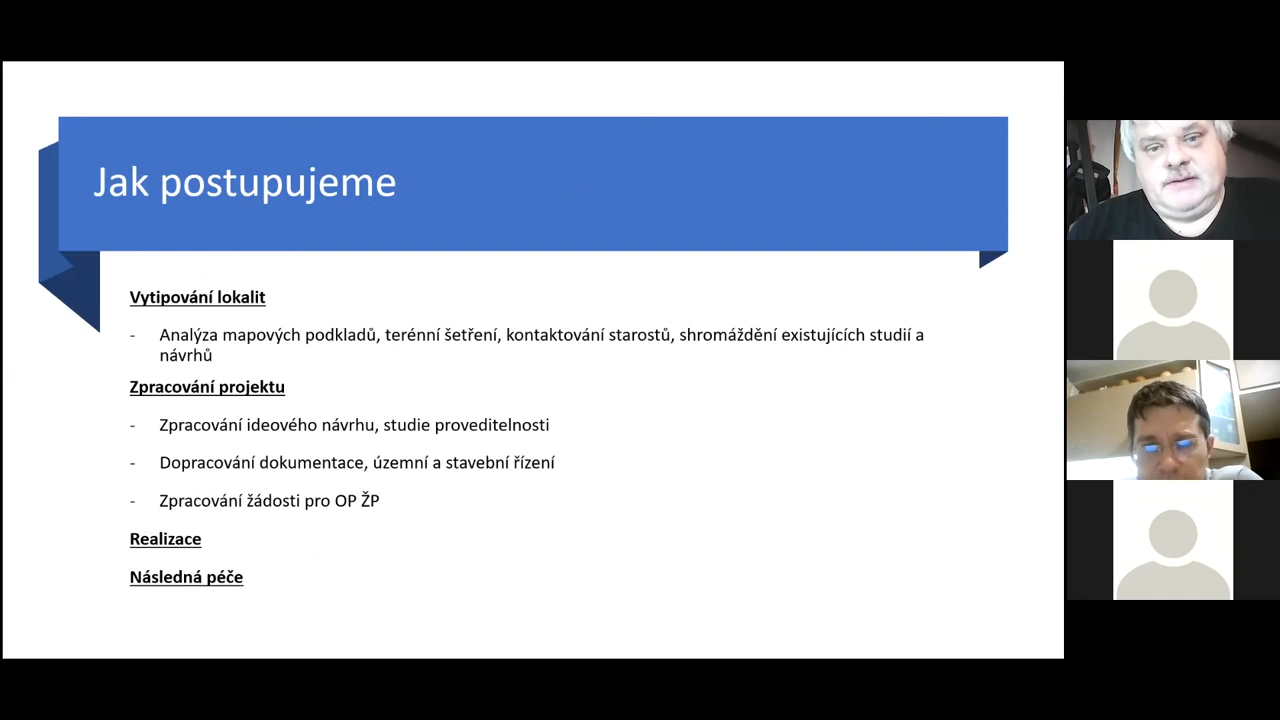 Jak postupujeme
Vytipování lokalit
- Analýza mapových podkladů, terénní šetření, kontaktování starostů, shromáždění existujících studií a
návrhů
Zpracování projektu
- Zpracování ideového návrhu, studie proveditelnosti
- Dopracování dokumentace, územní a stavební řízení
- Zpracování žádosti pro OP ŽP
Realizace
Následná péče